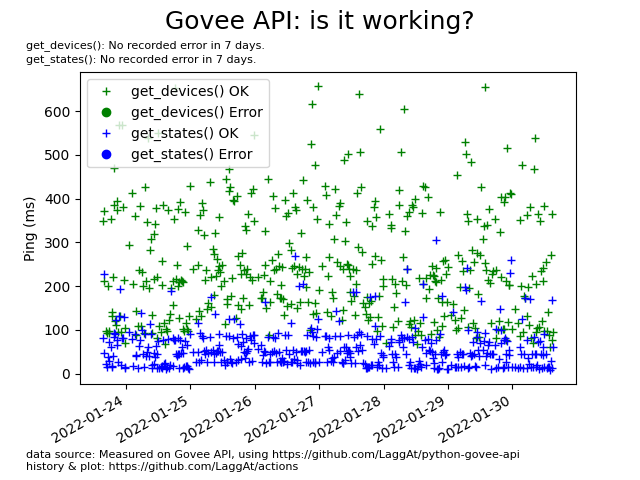 Govee API: is it working?
get_devices(): No recorded error in 7 days.
get_states(): No recorded error in 7 days.
get_devices() OK
get_devices() Error
get_states() OK
get_states() Error
Ping (ms)
600
500
400
300
200
100
0
2022-01-24
2022-01-25
2022-01-26
2022-01-27
2022-01-28
2022-01-29
2022-01-30
data source: Measured on Govee API, using https://github.com/LaggAt/python-govee-api
history & plot: https://github.com/LaggAt/actions